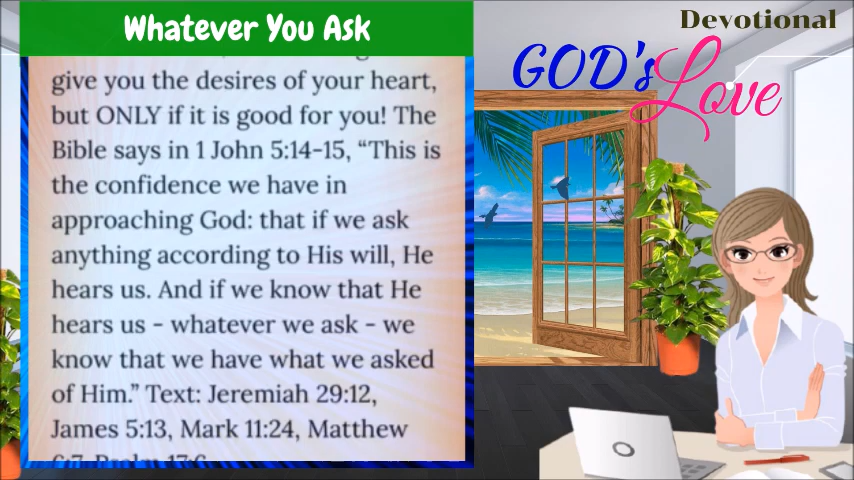 Whatever You Ask
give you the desires of your heart,
but ONLY if it is good for you! The
Bible says in 1 John 5:14-15, “This is
the confidence we have in
approaching God: that if we ask
anything according to His will, He
hears us. And if we know that He
hears us - whatever we ask - we
know that we have what we asked
of Him.” Text: Jeremiah 29:12,
James 5:13, Mark 11:24, Matthew
Devotional
GOD's
Love